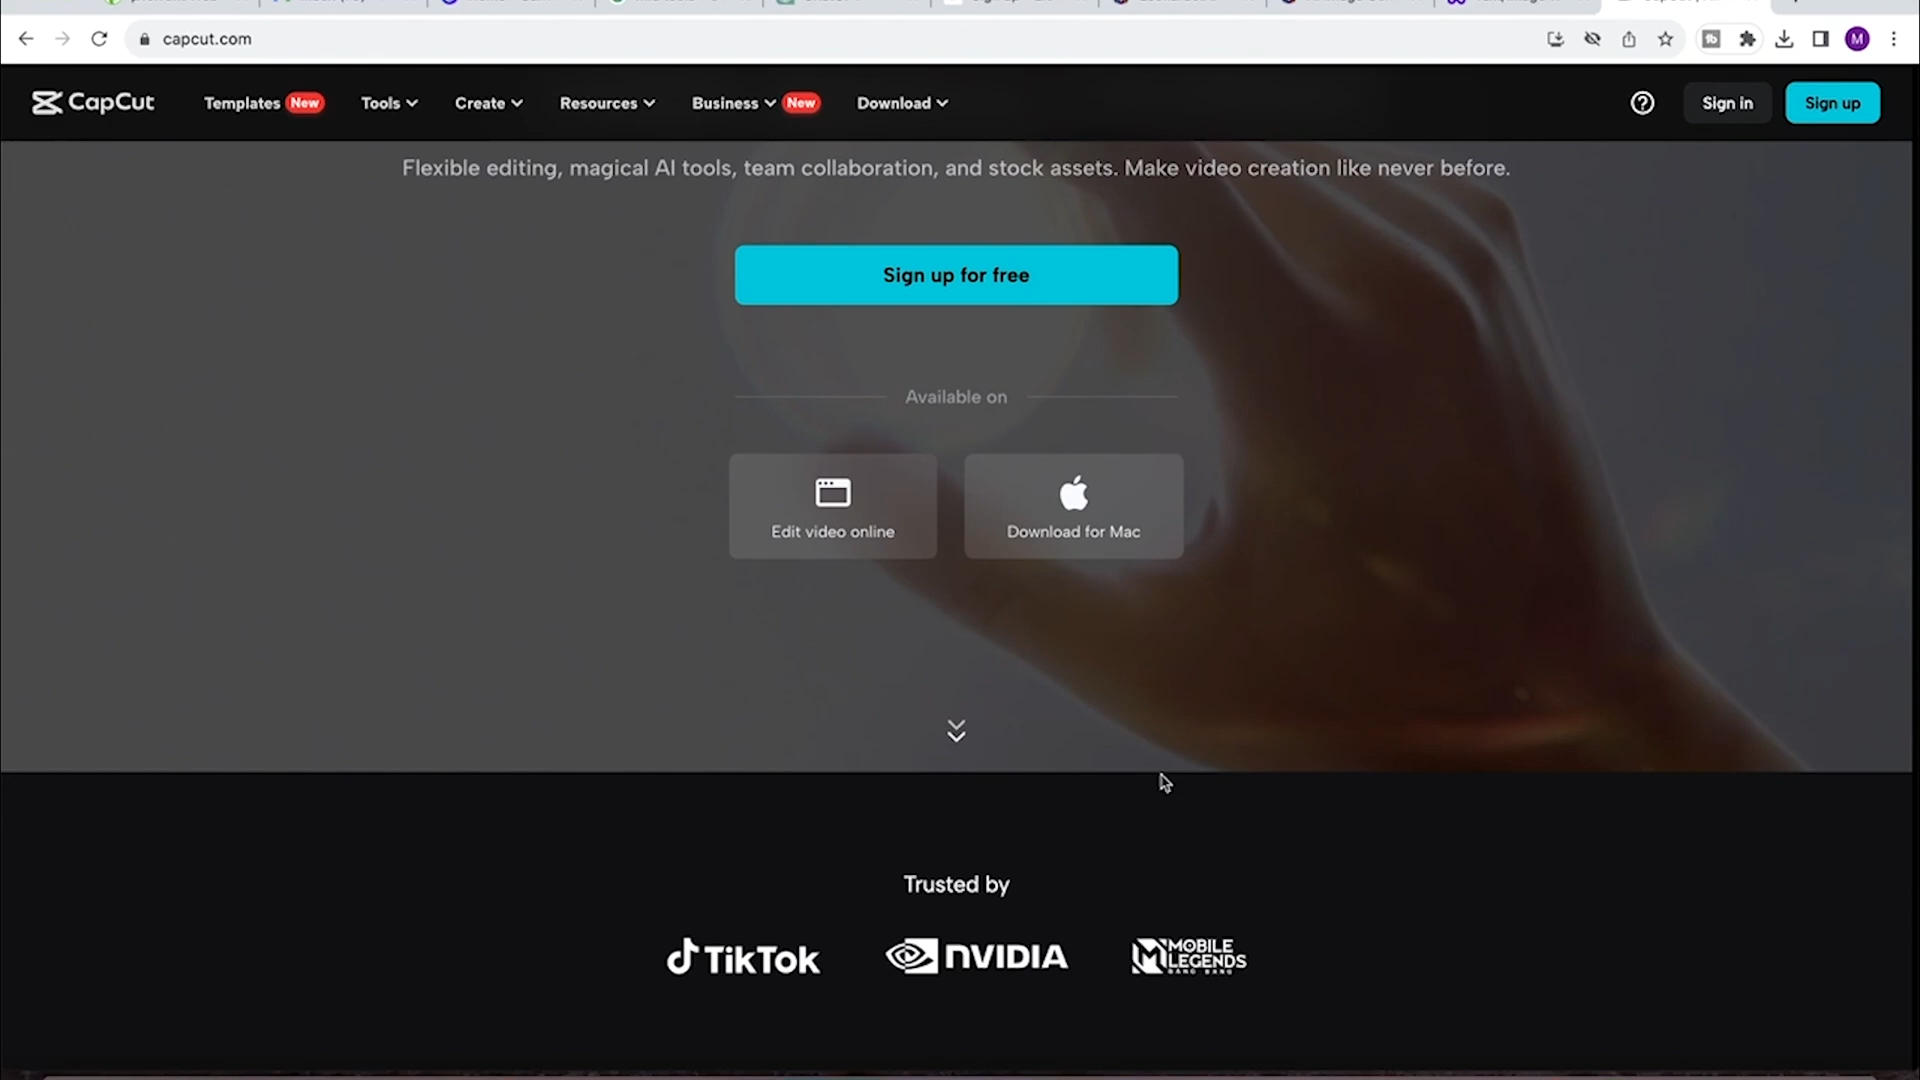 capcut.com
M
CapCut
Templates New
Tools
Create
Resources
Business New
Download
Sign in
Sign up
Flexible editing, magical AI tools, team collaboration, and stock assets. Make video creation like never before.
Sign up for free
Available on
Edit video online
Download for Mac
Trusted by
TikTok
NVIDIA
MOBILE
LEGENDS
BANG BANG